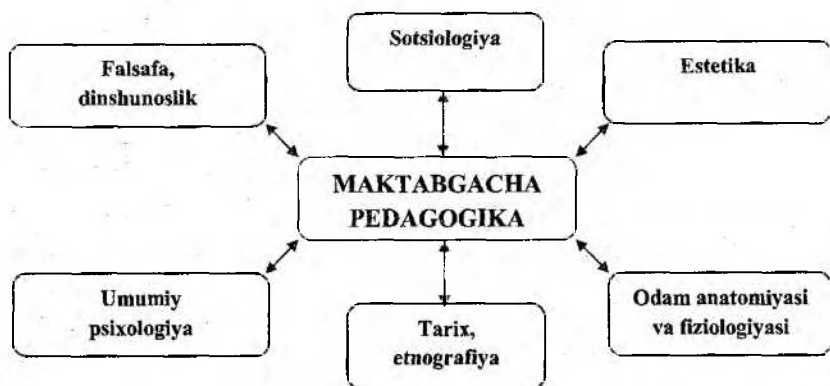 Sotsiologiya
Falsafa,
dinshunoslik
Estetika
MAKTABGACHA
PEDAGOGIKA
Umumiy
psixologiya
Tarix,
etnografiya
Odam anatomiyasi
va fiziologiyasi